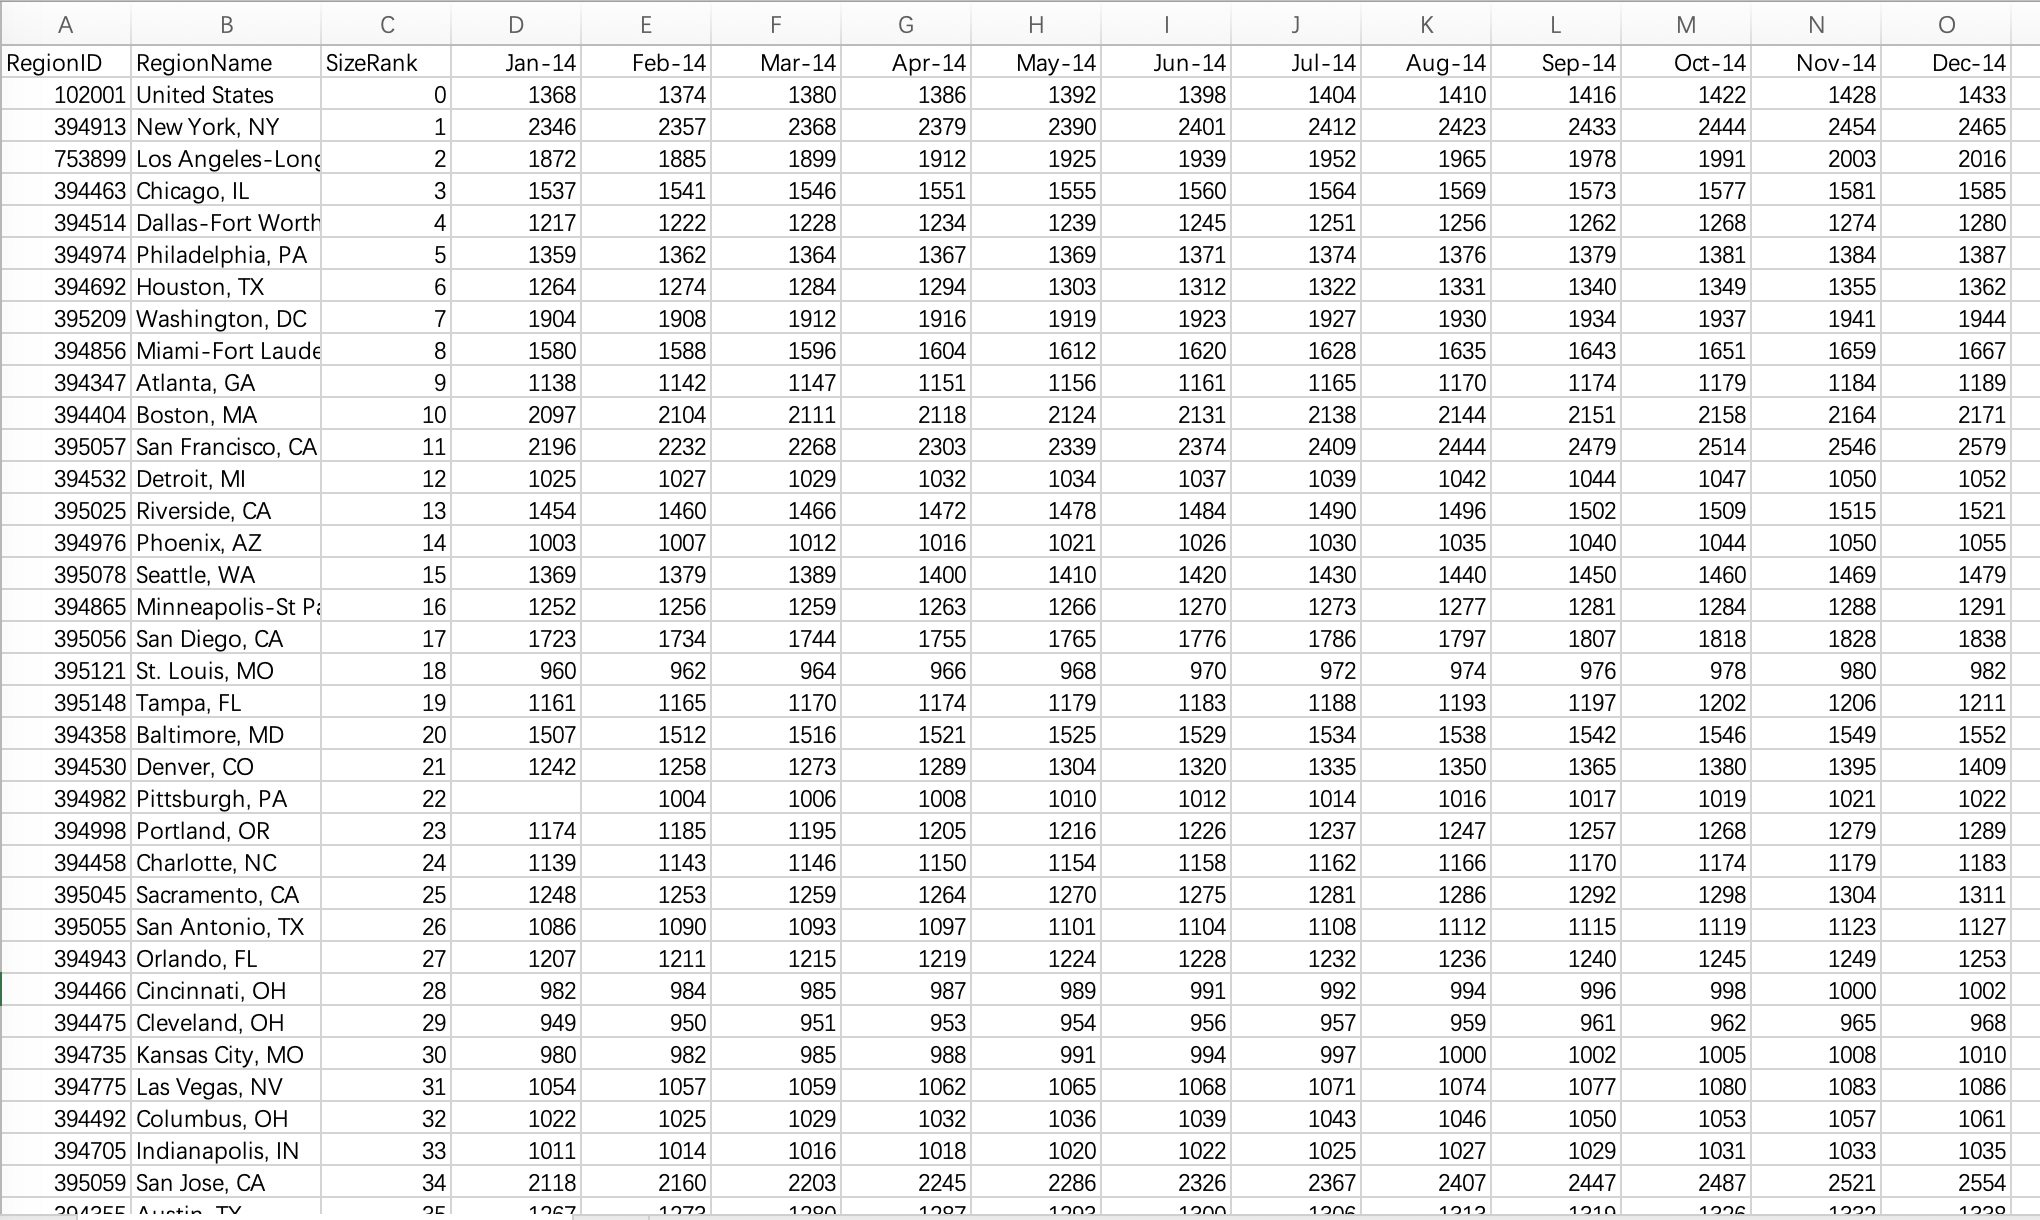 A B C D E F G H I J K L M N O
RegionID RegionName SizeRank Jan-14 Feb-14 Mar-14 Apr-14 May-14 Jun-14 Jul-14 Aug-14 Sep-14 Oct-14 Nov-14 Dec-14
102001 United States 0 1368 1374 1380 1386 1392 1398 1404 1410 1416 1422 1428 1433
394913 New York, NY 1 2346 2357 2368 2379 2390 2401 2412 2423 2433 2444 2454 2465
753899 Los Angeles-Long 2 1872 1885 1899 1912 1925 1939 1952 1965 1978 1991 2003 2016
394463 Chicago, IL 3 1537 1541 1546 1551 1555 1560 1564 1569 1573 1577 1581 1585
394514 Dallas-Fort Worth 4 1217 1222 1228 1234 1239 1245 1251 1256 1262 1268 1274 1280
394974 Philadelphia, PA 5 1359 1362 1364 1367 1369 1371 1374 1376 1379 1381 1384 1387
394692 Houston, TX 6 1264 1274 1284 1294 1303 1312 1322 1331 1340 1349 1355 1362
395209 Washington, DC 7 1904 1908 1912 1916 1919 1923 1927 1930 1934 1937 1941 1944
394856 Miami-Fort Laude 8 1580 1588 1596 1604 1612 1620 1628 1635 1643 1651 1659 1667
394347 Atlanta, GA 9 1138 1142 1147 1151 1156 1161 1165 1170 1174 1179 1184 1189
394404 Boston, MA 10 2097 2104 2111 2118 2124 2131 2138 2144 2151 2158 2164 2171
395057 San Francisco, CA 11 2196 2232 2268 2303 2339 2374 2409 2444 2479 2514 2546 2579
394532 Detroit, MI 12 1025 1027 1029 1032 1034 1037 1039 1042 1044 1047 1050 1052
395025 Riverside, CA 13 1454 1460 1466 1472 1478 1484 1490 1496 1502 1509 1515 1521
394976 Phoenix, AZ 14 1003 1007 1012 1016 1021 1026 1030 1035 1040 1044 1050 1055
395078 Seattle, WA 15 1369 1379 1389 1400 1410 1420 1430 1440 1450 1460 1469 1479
394865 Minneapolis-St Pa 16 1252 1256 1259 1263 1266 1270 1273 1277 1281 1284 1288 1291
395056 San Diego, CA 17 1723 1734 1744 1755 1765 1776 1786 1797 1807 1818 1828 1838
395121 St. Louis, MO 18 960 962 964 966 968 970 972 974 976 978 980 982
395148 Tampa, FL 19 1161 1165 1170 1174 1179 1183 1188 1193 1197 1202 1206 1211
394358 Baltimore, MD 20 1507 1512 1516 1521 1525 1529 1534 1538 1542 1546 1549 1552
394530 Denver, CO 21 1242 1258 1273 1289 1304 1320 1335 1350 1365 1380 1395 1409
394982 Pittsburgh, PA 22 1004 1006 1008 1010 1012 1014 1016 1017 1019 1021 1022
394998 Portland, OR 23 1174 1185 1195 1205 1216 1226 1237 1247 1257 1268 1279 1289
394458 Charlotte, NC 24 1139 1143 1146 1150 1154 1158 1162 1166 1170 1174 1179 1183
395045 Sacramento, CA 25 1248 1253 1259 1264 1270 1275 1281 1286 1292 1298 1304 1311
395055 San Antonio, TX 26 1086 1090 1093 1097 1101 1104 1108 1112 1115 1119 1123 1127
394943 Orlando, FL 27 1207 1211 1215 1219 1224 1228 1232 1236 1240 1245 1249 1253
394466 Cincinnati, OH 28 982 984 985 987 989 991 992 994 996 998 1000 1002
394475 Cleveland, OH 29 949 950 951 953 954 956 957 959 961 962 965 968
394735 Kansas City, MO 30 980 982 985 988 991 994 997 1000 1002 1005 1008 1010
394775 Las Vegas, NV 31 1054 1057 1059 1062 1065 1068 1071 1074 1077 1080 1083 1086
394492 Columbus, OH 32 1022 1025 1029 1032 1036 1039 1043 1046 1050 1053 1057 1061
394705 Indianapolis, IN 33 1011 1014 1016 1018 1020 1022 1025 1027 1029 1031 1033 1035
395059 San Jose, CA 34 2118 2160 2203 2245 2286 2326 2367 2407 2447 2487 2521 2554
394355 Austin, TX 35 1267 1273 1280 1287 1293 1300 1306 1313 1319 1326 1332 1338